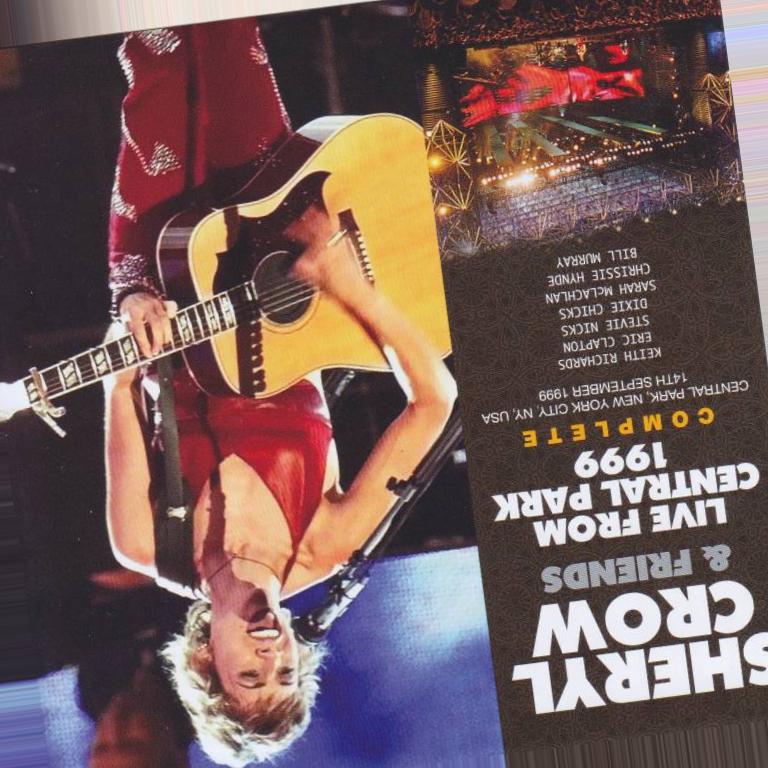 SHERYL
CROW
& FRIENDS
LIVE FROM
CENTRAL PARK
1999
COMPLETE
CENTRAL PARK, NEW YORK CITY, NY, USA
14TH SEPTEMBER 1999
KEITH RICHARDS
ERIC CLAPTON
STEVIE NICKS
DIXIE CHICKS
SARAH McLACHLAN
CHRISSIE HYNDE
BILL MURRAY